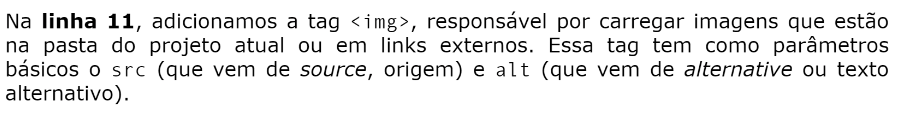 Na linha 11, adicionamos a tag <img>, responsável por carregar imagens que estão
na pasta do projeto atual ou em links externos. Essa tag tem como parâmetros
básicos o src (que vem de source, origem) e alt (que vem de alternative ou texto
alternativo).